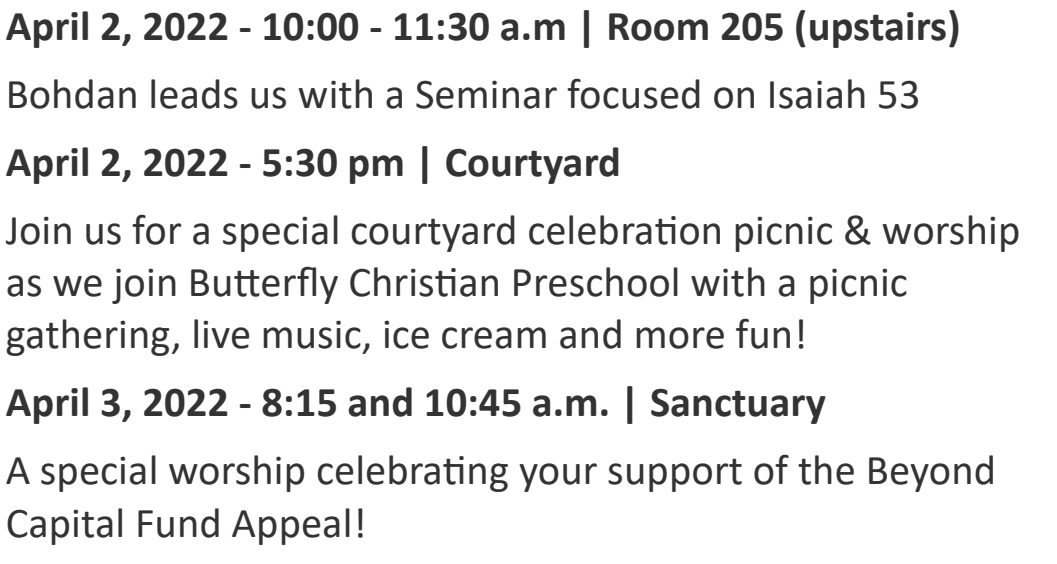 April 2, 2022 - 10:00 - 11:30 a.m | Room 205 (upstairs)
Bohdan leads us with a Seminar focused on Isaiah 53
April 2, 2022 - 5:30 pm | Courtyard
Join us for a special courtyard celebration picnic & worship
as we join Butterfly Christian Preschool with a picnic
gathering, live music, ice cream and more fun!
April 3, 2022 - 8:15 and 10:45 a.m. | Sanctuary
A special worship celebrating your support of the Beyond
Capital Fund Appeal!